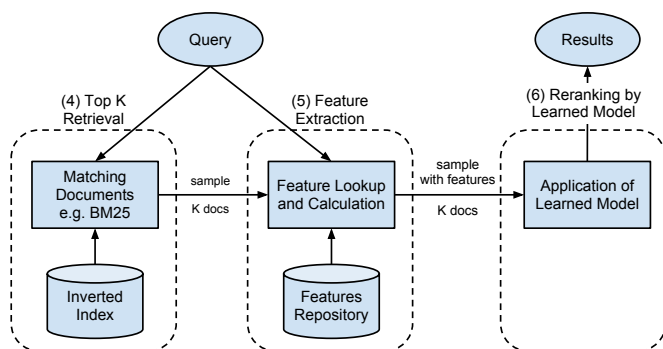 Query
Results
(4) Top K
Retrieval
(5) Feature
Extraction
(6) Reranking by
Learned Model
Matching
Documents
e.g. BM25
sample
K docs
Feature Lookup
and Calculation
sample
with features
K docs
Application of
Learned Model
Inverted
Index
Features
Repository